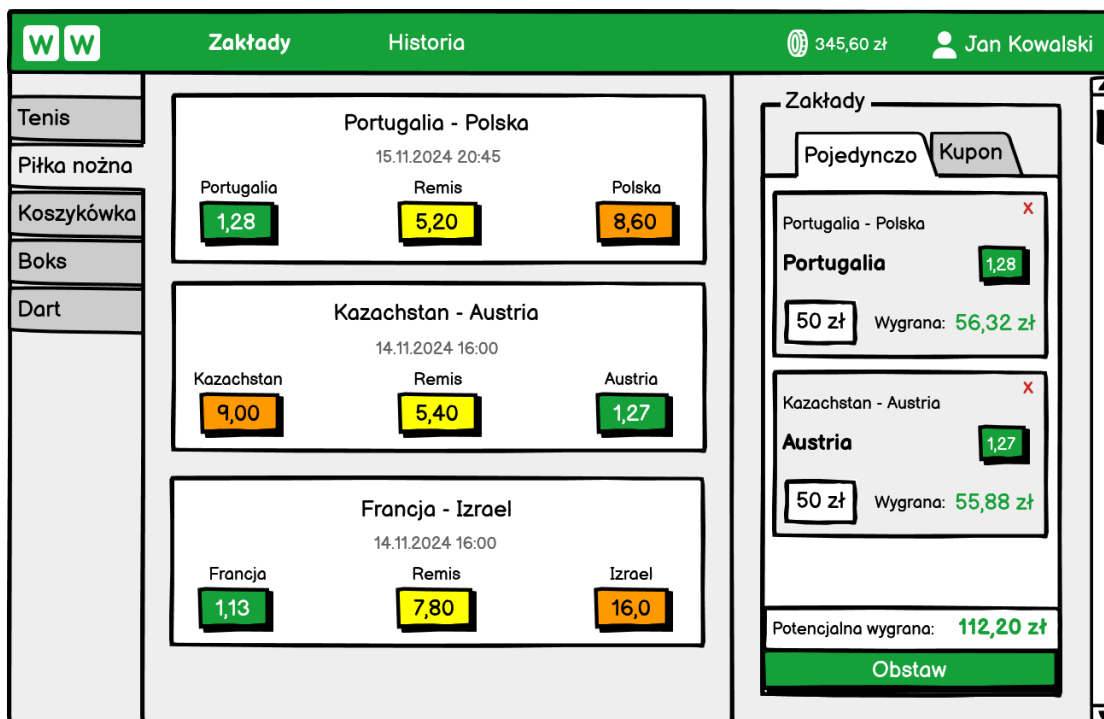 W W
Zakłady
Historia
345,60 zł
Jan Kowalski
Tenis
Piłka nożna
Koszykówka
Boks
Dart
Portugalia - Polska
15.11.2024 20:45
Portugalia Remis Polska
1,28 5,20 8,60
Kazachstan - Austria
14.11.2024 16:00
Kazachstan Remis Austria
9,00 5,40 1,27
Francja - Izrael
14.11.2024 16:00
Francja Remis Izrael
1,13 7,80 16,0
Zakłady
Pojedynczo Kupon
X
Portugalia - Polska
Portugalia 1,28
50 zł Wygrana: 56,32 zł
X
Kazachstan - Austria
Austria 1,27
50 zł Wygrana: 55,88 zł
Potencjalna wygrana: 112,20 zł
Obstaw